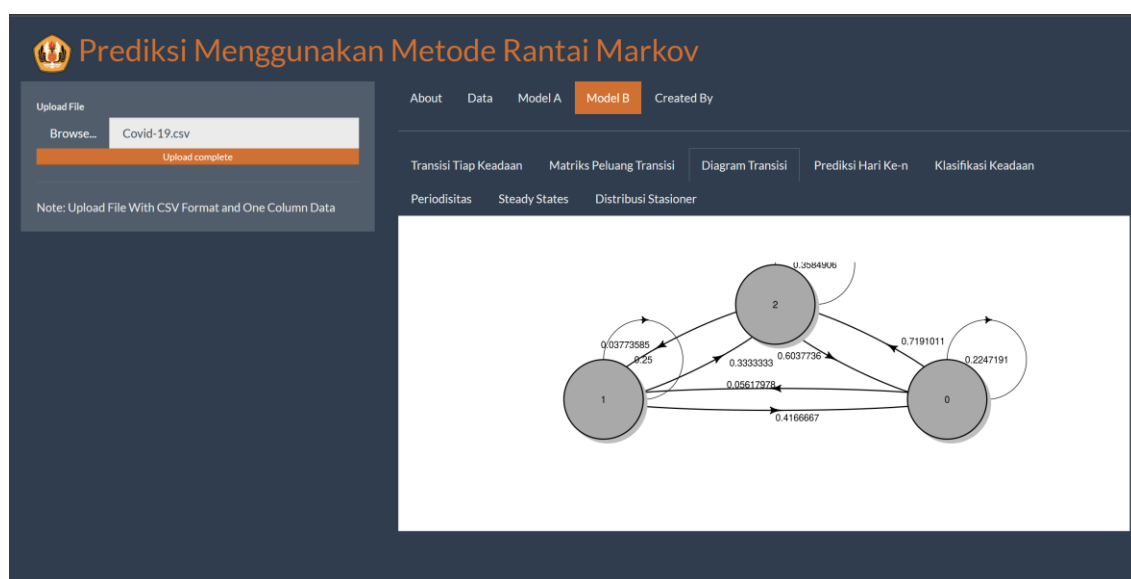 Prediksi Menggunakan Metode Rantai Markov
Upload File
Browse... Covid-19.csv
Upload complete
Note: Upload File With CSV Format and One Column Data
About Data Model A Model B Created By
Transisi Tiap Keadaan Matriks Peluang Transisi Diagram Transisi Prediksi Hari Ke-n Klasifikasi Keadaan
Periodisitas Steady States Distribusi Stasioner
0.3584906
2
0.03773585
0.25
0.3333333
0.6037736
0.7191011
0.2247191
0.05617978
1
0
0.4166667